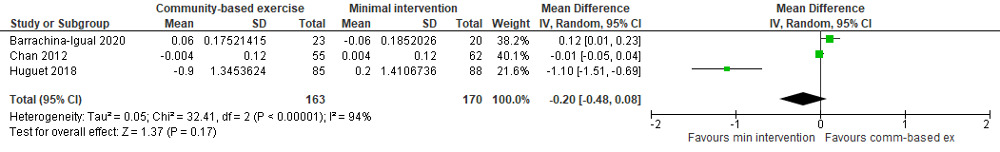 Community-based exercise Minimal intervention Mean Difference Mean Difference
Study or Subgroup Mean SD Total Mean SD Total Weight IV, Random, 95% CI IV, Random, 95% CI
Barrachina-Igual 2020 0.06 0.17521415 23 -0.06 0.1852026 20 38.2% 0.12 [0.01, 0.23]
Chan 2012 -0.004 0.12 55 0.004 0.12 62 40.1% -0.01 [-0.05, 0.04]
Huguet 2018 -0.9 1.3453624 85 0.2 1.4106736 88 21.6% -1.10 [-1.51, -0.69]
Total (95% CI) 163 170 100.0% -0.20 [-0.48, 0.08]
Heterogeneity: Tau² = 0.05; Chi² = 32.41, df = 2 (P < 0.00001); I² = 94%
Test for overall effect: Z = 1.37 (P = 0.17)
-2 -1 0 1 2
Favours min intervention Favours comm-based ex